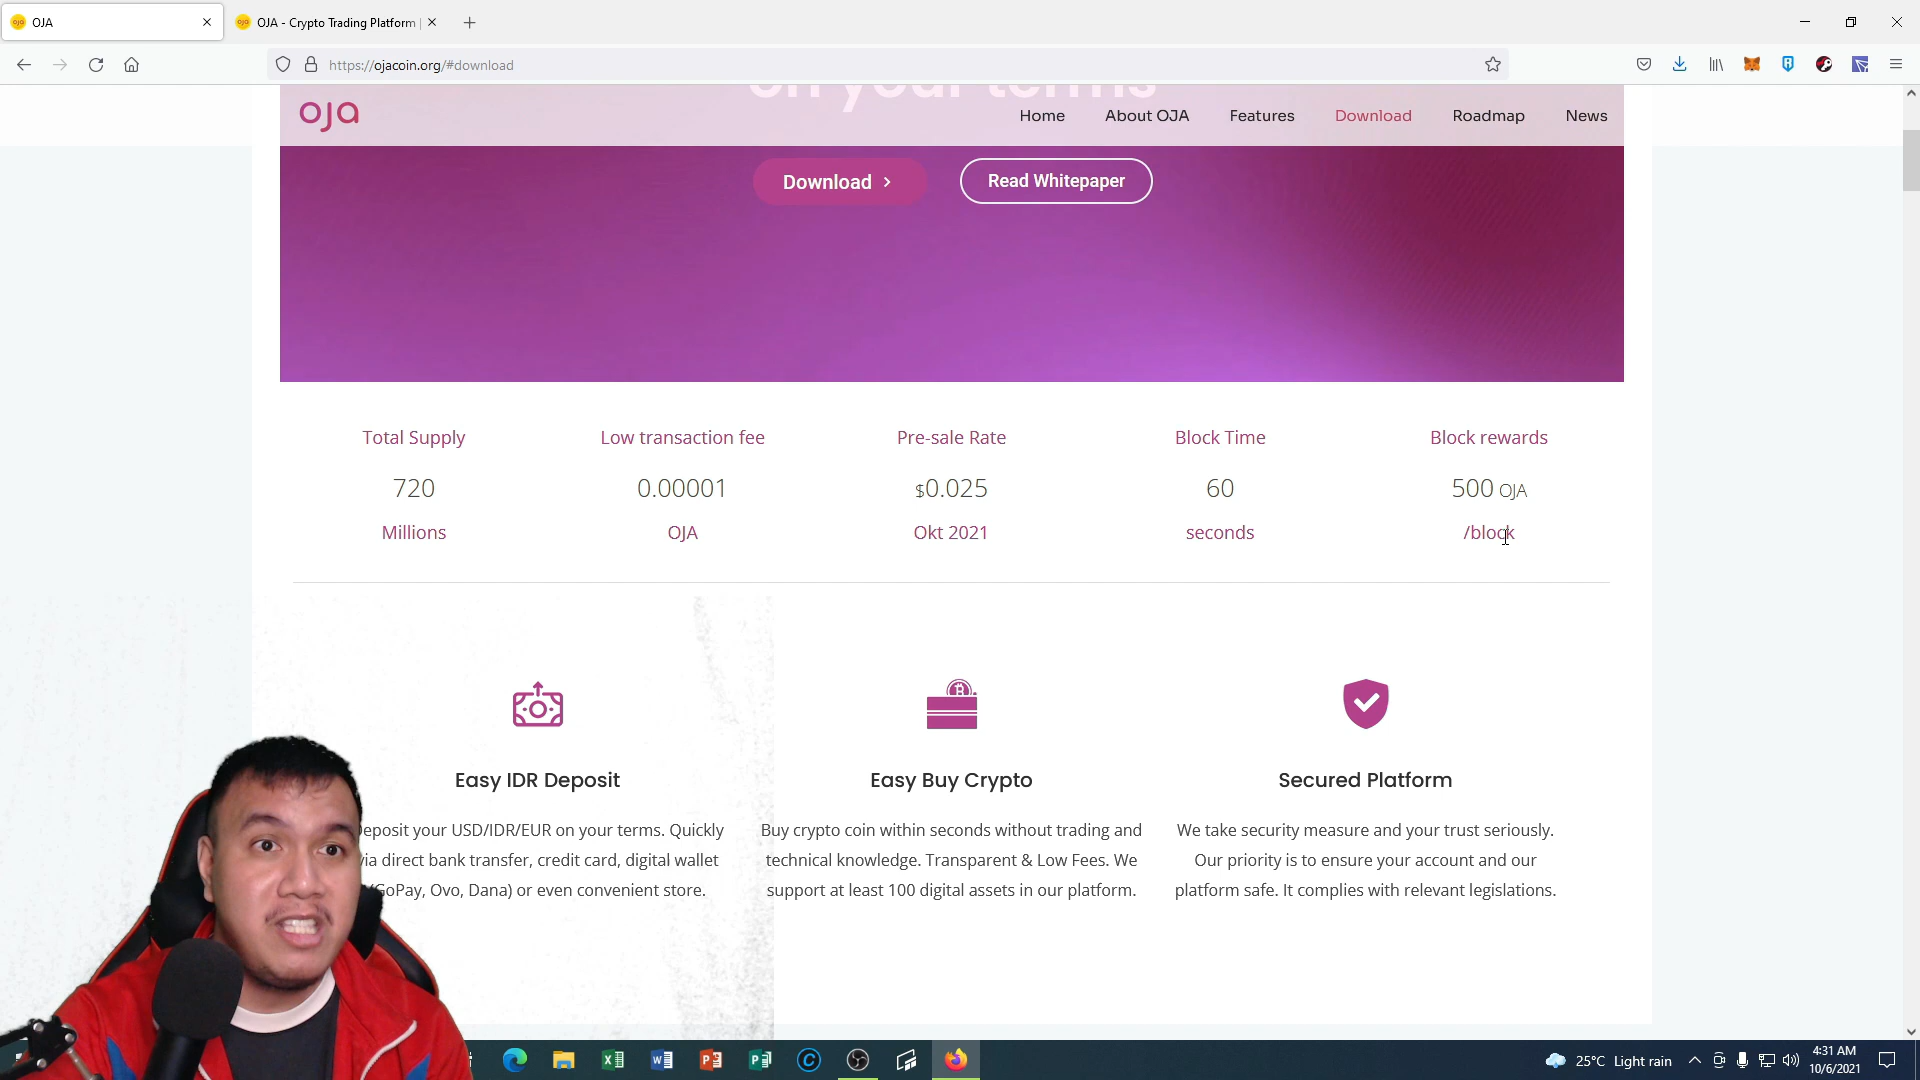 OJA
OJA - Crypto Trading Platform |
https://ojacoin.org/#download
oja
Home
About OJA
Features
Download
Roadmap
News
on your terms
Download
Read Whitepaper
Total Supply
720
Millions
Low transaction fee
0.00001
OJA
Pre-sale Rate
$0.025
Okt 2021
Block Time
60
seconds
Block rewards
500 OJA
/block
Easy IDR Deposit
Deposit your USD/IDR/EUR on your terms. Quickly
via direct bank transfer, credit card, digital wallet
(GoPay, Ovo, Dana) or even convenient store.
Easy Buy Crypto
Buy crypto coin within seconds without trading and
technical knowledge. Transparent & Low Fees. We
support at least 100 digital assets in our platform.
Secured Platform
We take security measure and your trust seriously.
Our priority is to ensure your account and our
platform safe. It complies with relevant legislations.
25°C Light rain
4:31 AM
10/6/2021